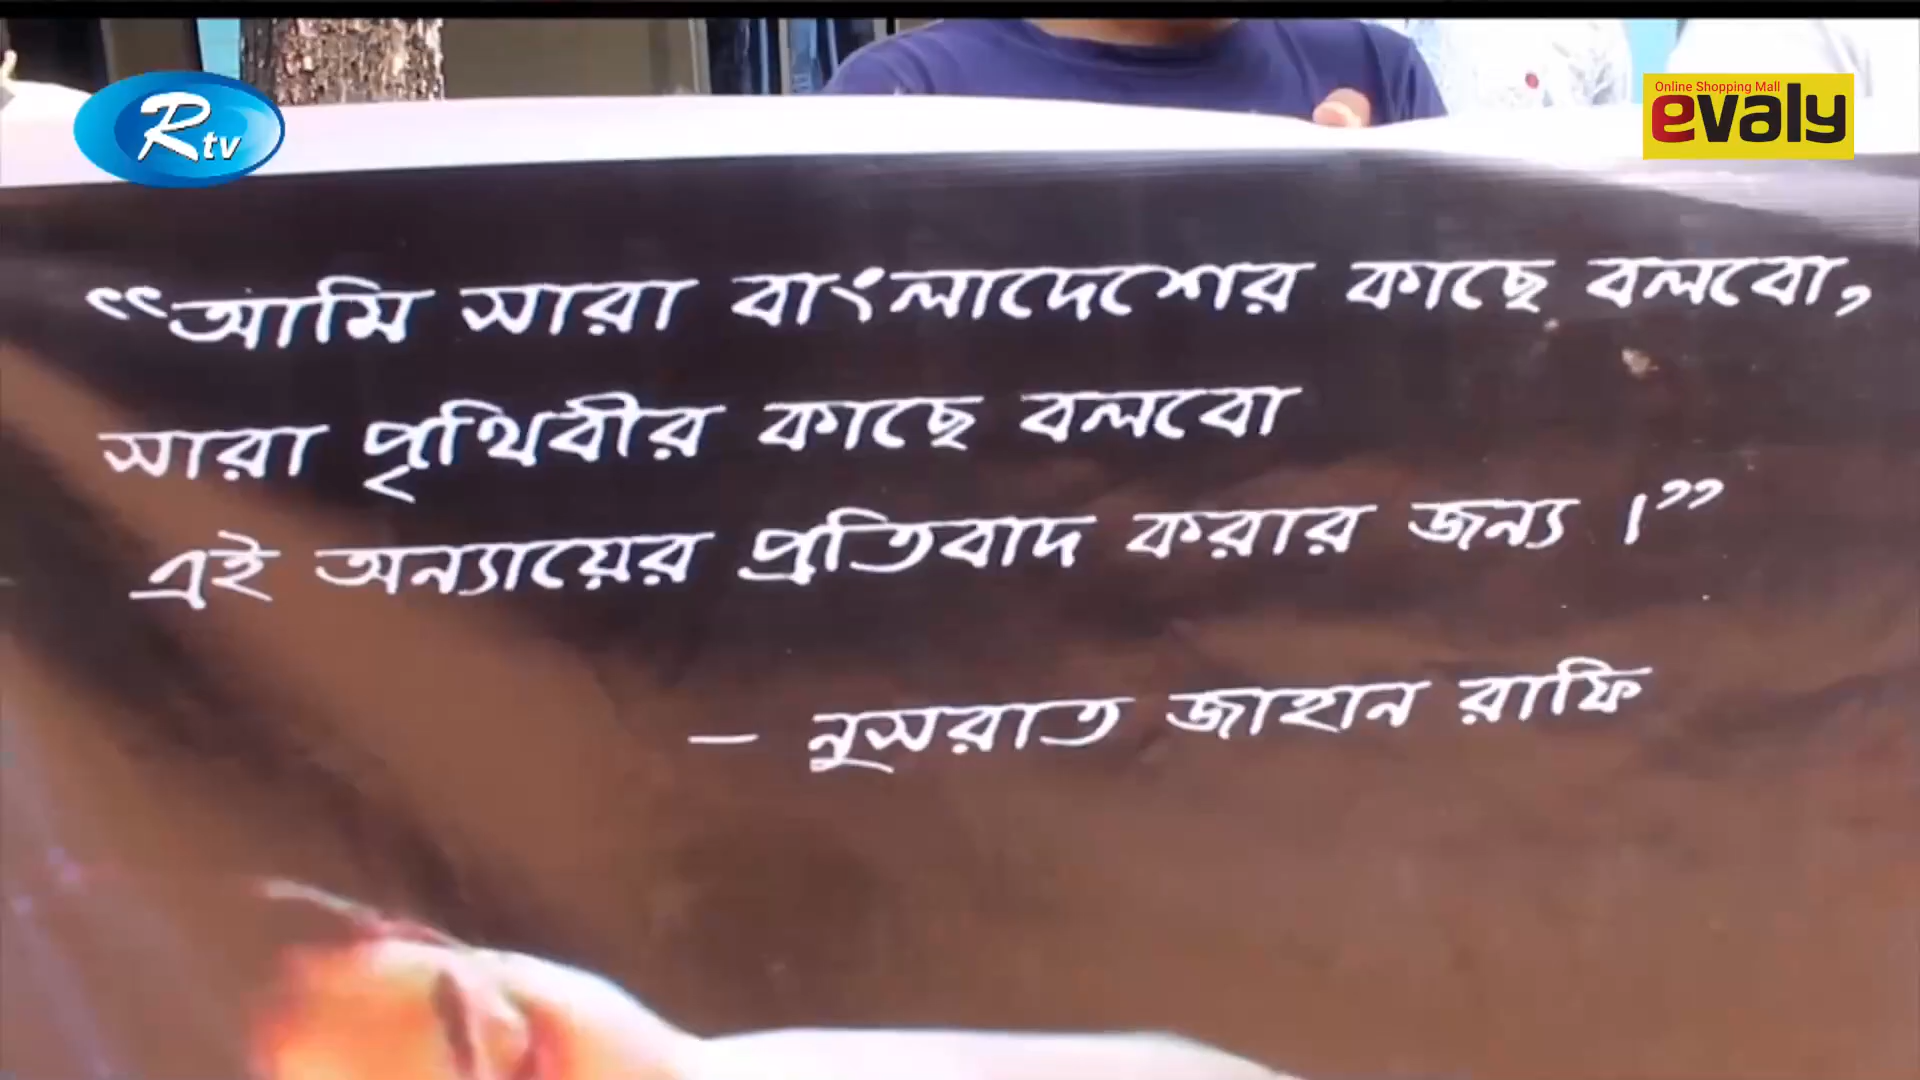 Rtv
Online Shopping Mall
evaly
“আমি সারা বাংলাদেশের কাছে বলবো,
সারা পৃথিবীর কাছে বলবো
এই অন্যায়ের প্রতিবাদ করার জন্য ।”
– নুসরাত জাহান রাফি